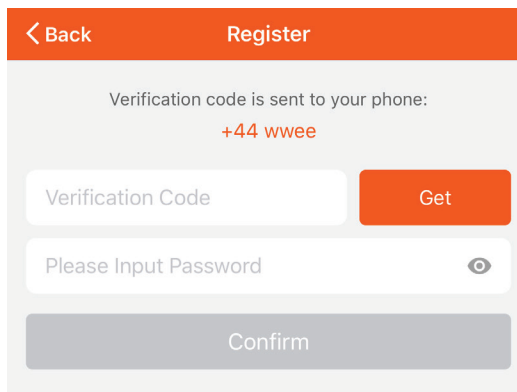 Back
Register
Verification code is sent to your phone:
+44 wwee
Verification Code
Get
Please Input Password
Confirm